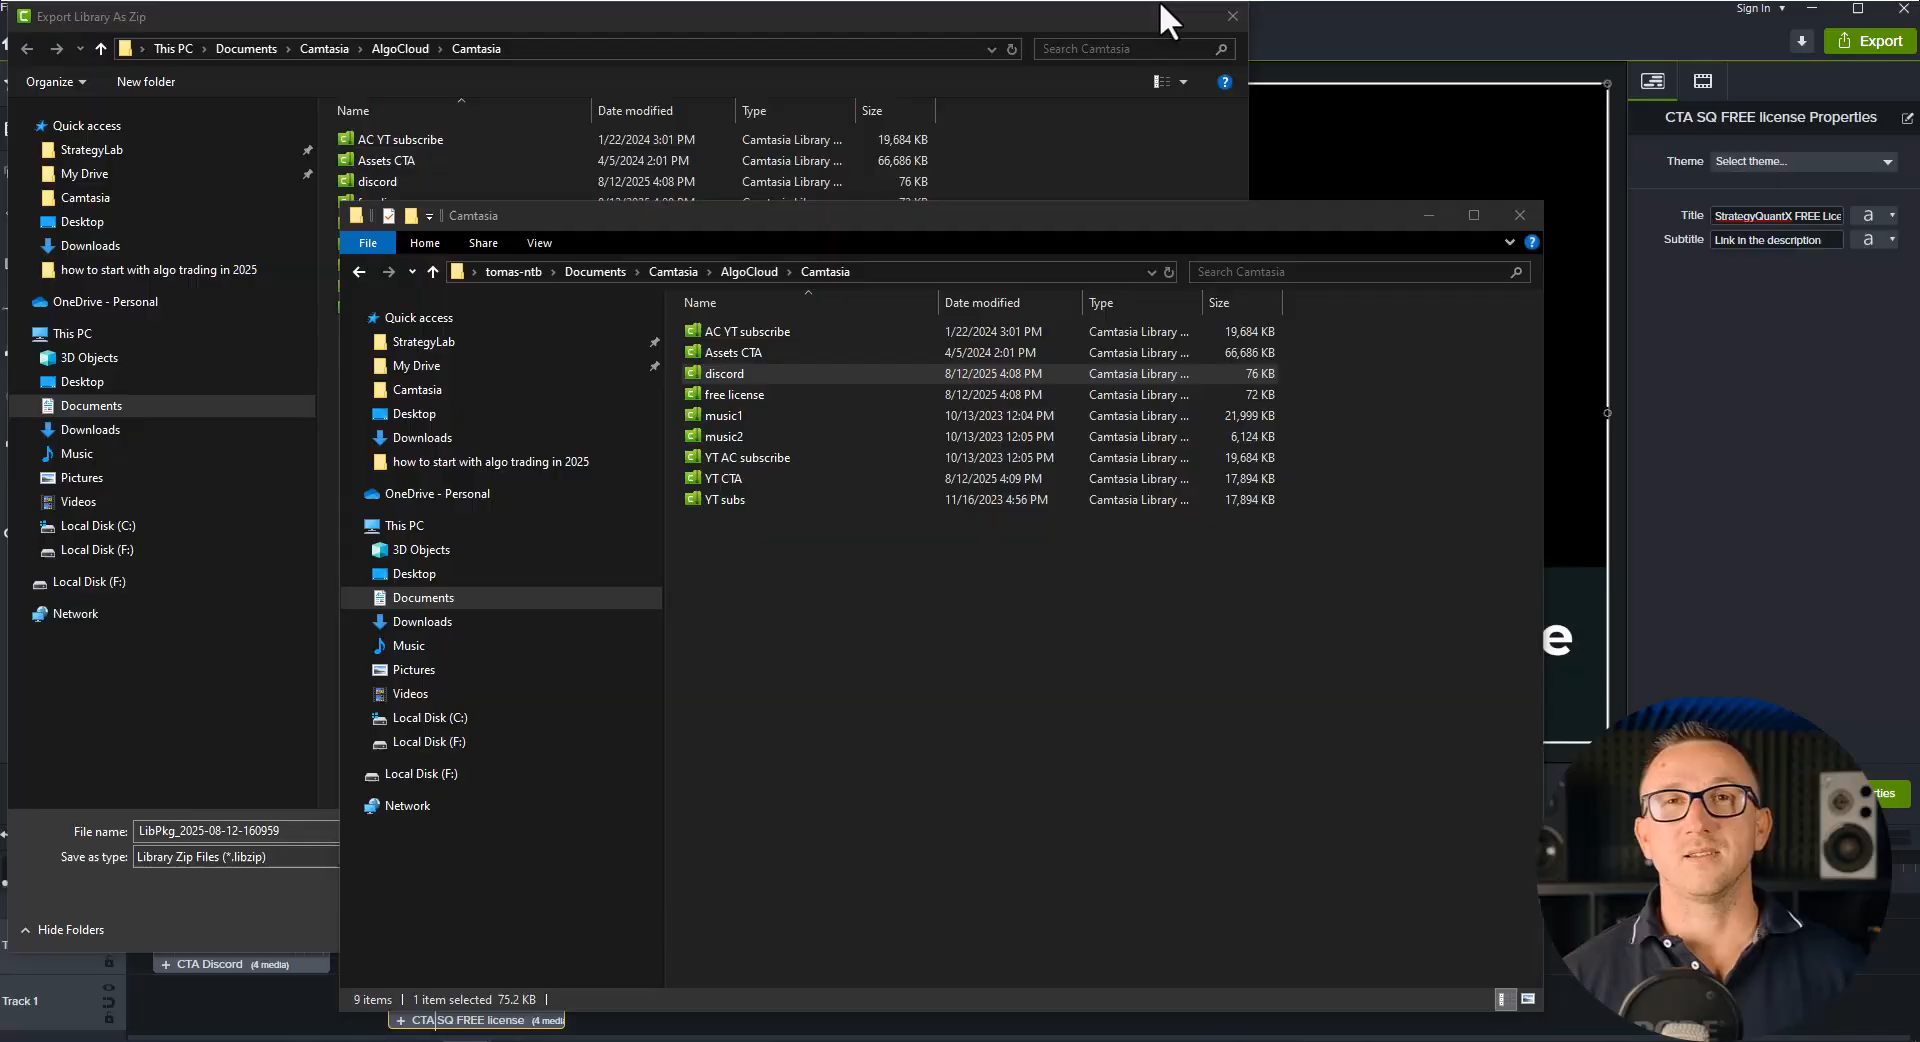 Export Library As Zip
Sign In
This PC > Documents > Camtasia > AlgoCloud > Camtasia
Search Camtasia
Export
Organize
New folder
Name
Date modified
Type
Size
Quick access
StrategyLab
My Drive
Camtasia
Desktop
Downloads
how to start with algo trading in 2025
OneDrive - Personal
This PC
3D Objects
Desktop
Documents
Downloads
Music
Pictures
Videos
Local Disk (C:)
Local Disk (F:)
Local Disk (F:)
Network
AC YT subscribe 1/22/2024 3:01 PM Camtasia Library ... 19,684 KB
Assets CTA 4/5/2024 2:01 PM Camtasia Library ... 66,686 KB
discord 8/12/2025 4:08 PM Camtasia Library ... 76 KB
File name: LibPkg_2025-08-12-160959
Save as type: Library Zip Files (*.libzip)
Hide Folders
Camtasia
File
Home
Share
View
tomas-ntb > Documents > Camtasia > AlgoCloud > Camtasia
Search Camtasia
Name
Date modified
Type
Size
Quick access
StrategyLab
My Drive
Camtasia
Desktop
Downloads
how to start with algo trading in 2025
OneDrive - Personal
This PC
3D Objects
Desktop
Documents
Downloads
Music
Pictures
Videos
Local Disk (C:)
Local Disk (F:)
Local Disk (F:)
Network
AC YT subscribe 1/22/2024 3:01 PM Camtasia Library ... 19,684 KB
Assets CTA 4/5/2024 2:01 PM Camtasia Library ... 66,686 KB
discord 8/12/2025 4:08 PM Camtasia Library ... 76 KB
free license 8/12/2025 4:08 PM Camtasia Library ... 72 KB
music1 10/13/2023 12:04 PM Camtasia Library ... 21,999 KB
music2 10/13/2023 12:05 PM Camtasia Library ... 6,124 KB
YT AC subscribe 10/13/2023 12:05 PM Camtasia Library ... 19,684 KB
YT CTA 8/12/2025 4:09 PM Camtasia Library ... 17,894 KB
YT subs 11/16/2023 4:56 PM Camtasia Library ... 17,894 KB
9 items
1 item selected 75.2 KB
CTA SQ FREE license Properties
Theme Select theme...
Title StrategyQuantX FREE Lice
Subtitle Link in the description
e
rties
+ CTA Discord (4 media)
Track 1
+ CTA SQ FREE license (4 medi